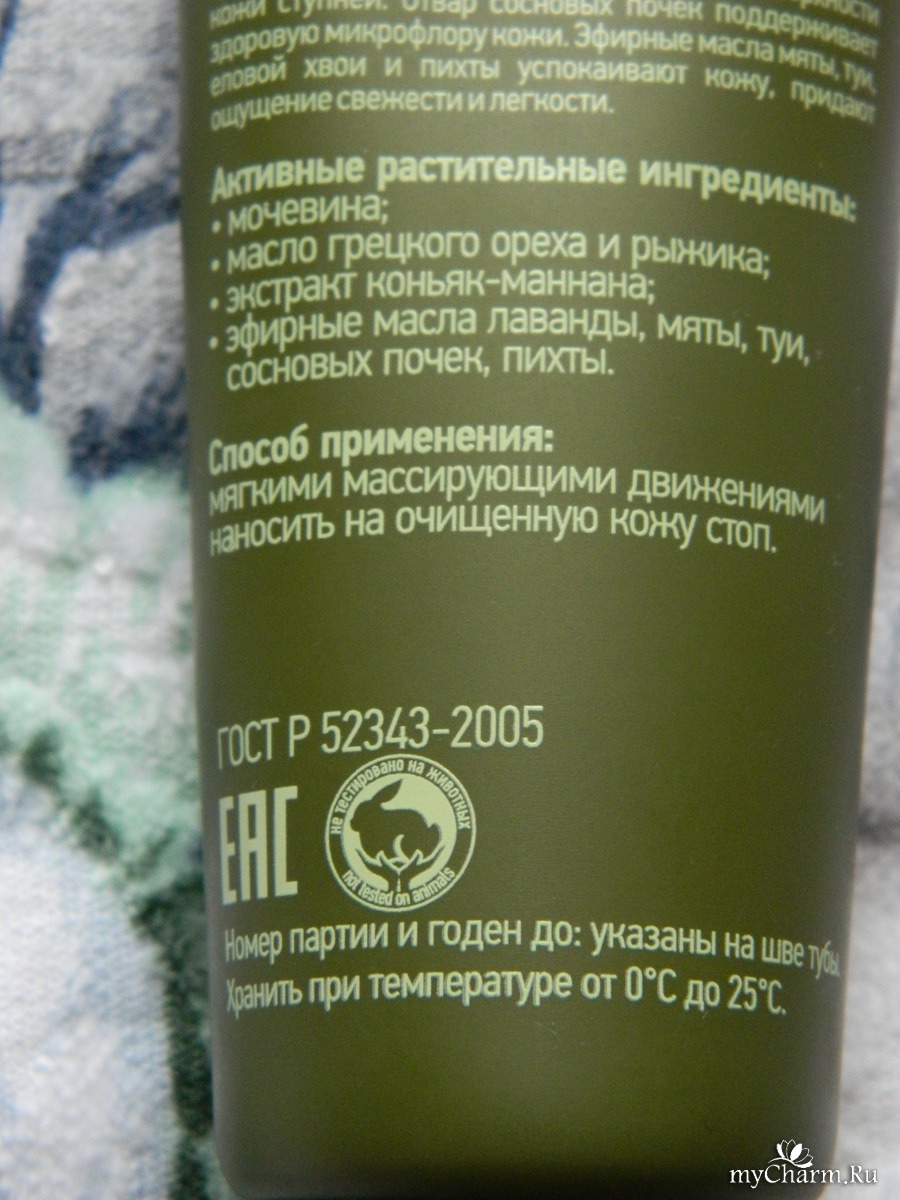 кожи ступней. Отвар сосновых почек поддерживает
здоровую микрофлору кожи. Эфирные масла мяты, туи,
еловой хвои и пихты успокаивают кожу, придают
ощущение свежести и легкости.
Активные растительные ингредиенты:
• мочевина;
• масло грецкого ореха и рыжика;
• экстракт коньяк-маннана;
• эфирные масла лаванды, мяты, туи,
сосновых почек, пихты.
Способ применения:
мягкими массирующими движениями
наносить на очищенную кожу стоп.
ГОСТ Р 52343-2005
EAC
не тестировано на животных
not tested on animals
Номер партии и годен до: указаны на шве тубы.
Хранить при температуре от 0°C до 25°C.
myCharm.Ru